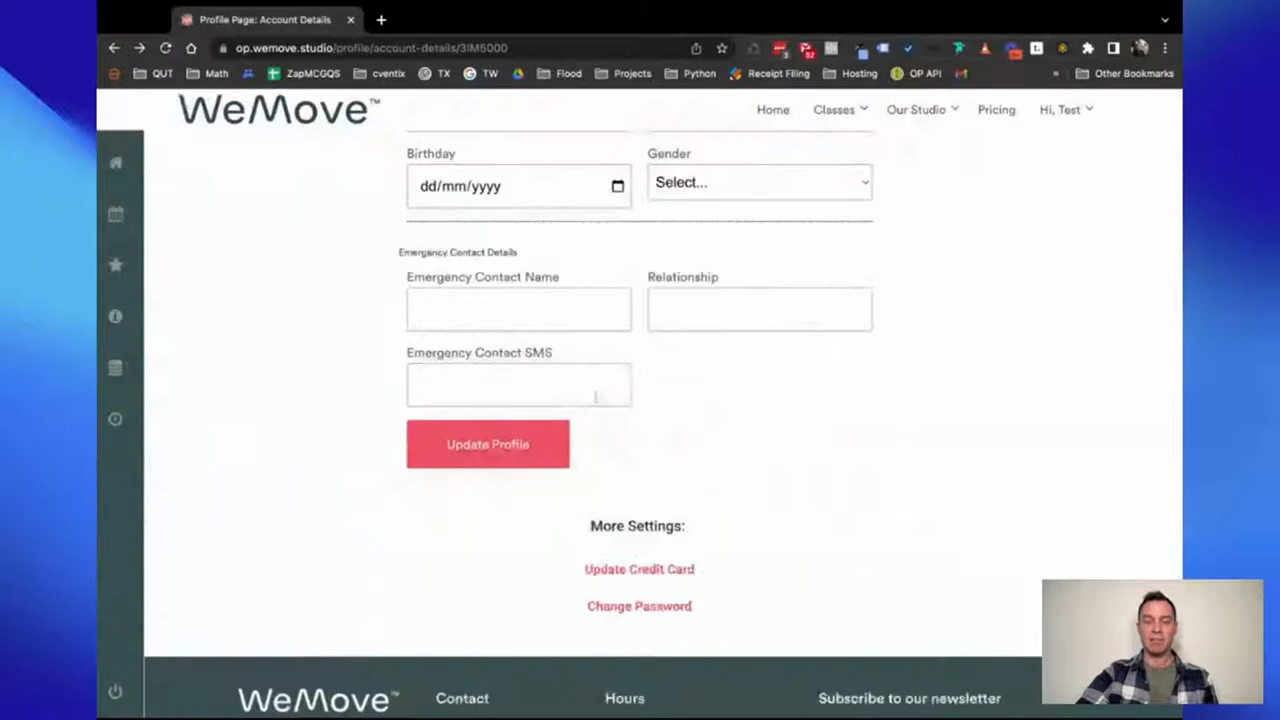 Profile Page: Account Details
op.wemove.studio/profile/account-details/3IM5000
QUT Math ZapMCGQS cventix TX TW Flood Projects Python Receipt Filing Hosting OP API » Other Bookmarks
WeMove™ Home Classes Our Studio Pricing Hi, Test
Birthday Gender
dd/mm/yyyy Select...
Emergency Contact Details
Emergency Contact Name Relationship
Emergency Contact SMS
Update Profile
More Settings:
Update Credit Card
Change Password
WeMove™ Contact Hours Subscribe to our newsletter